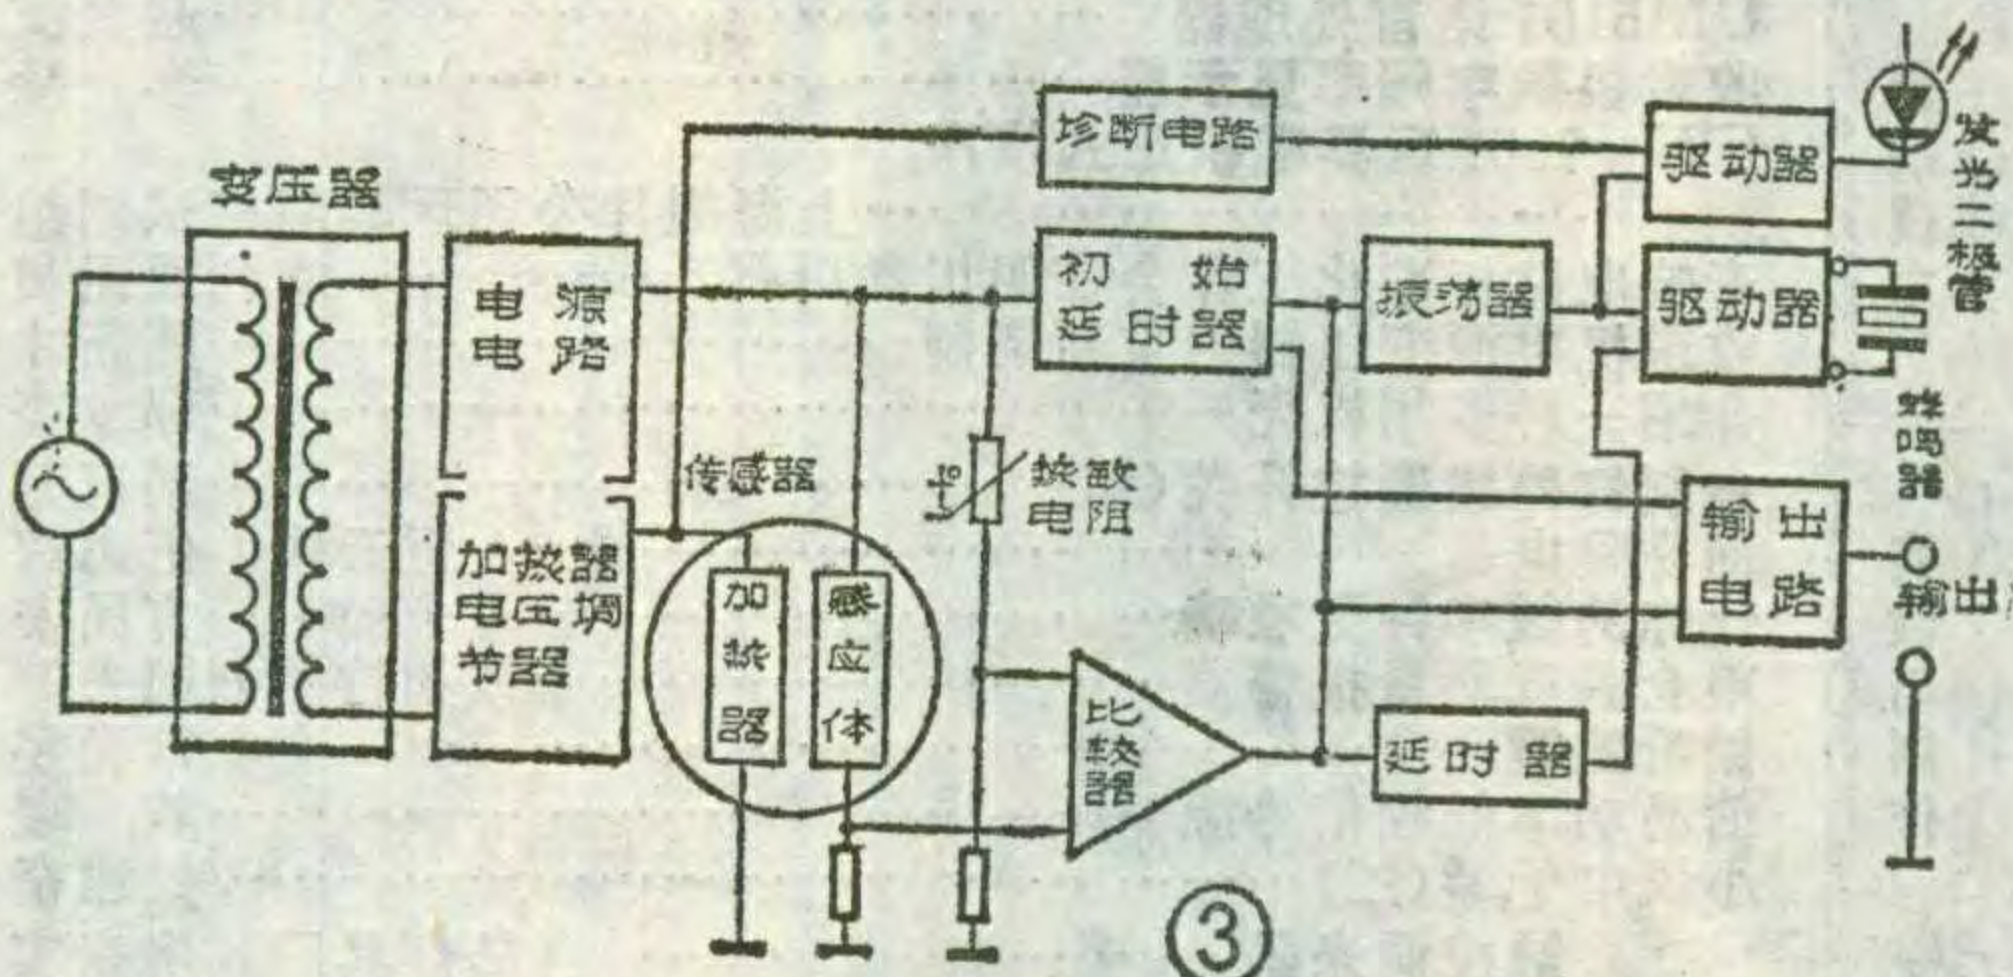 变压器
电源
电路
加热器
电压调
节器
传感器
加热器
感应体
热敏
电阻
诊断电路
初始
延时器
振荡器
驱动器
驱动器
发光二极管
蜂鸣器
输出
电路
输出
比较器
延时器
③